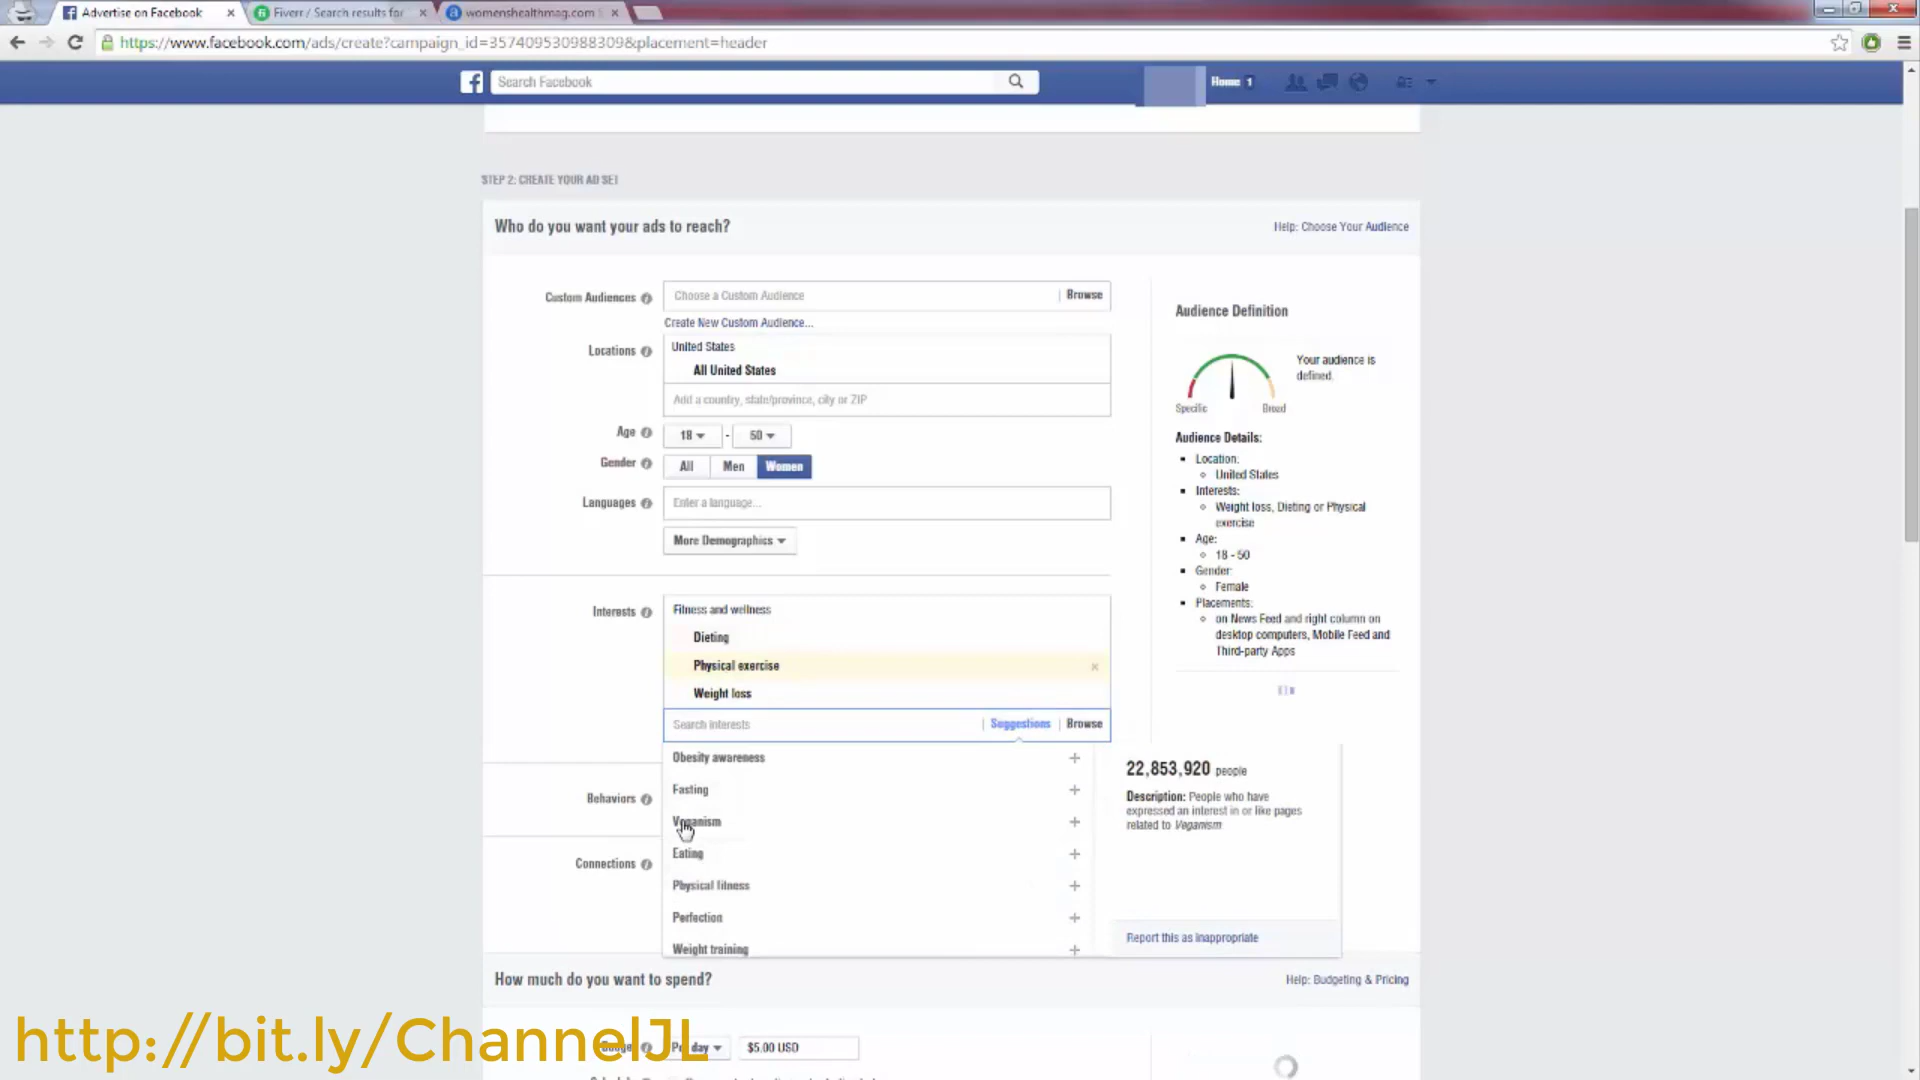 Advertise on Facebook
Fiverr / Search results for
womenshealthmag.com
https://www.facebook.com/ads/create?campaign_id=357409530988309&placement=header
Search Facebook
Home 1
STEP 2: CREATE YOUR AD SET
Who do you want your ads to reach?
Help: Choose Your Audience
Custom Audiences
Choose a Custom Audience
Browse
Create New Custom Audience...
Locations
United States
All United States
Add a country, state/province, city or ZIP
Age
18 - 50
Gender
All Men Women
Languages
Enter a language...
More Demographics
Interests
Fitness and wellness
Dieting
Physical exercise
Weight loss
Search interests
Suggestions
Browse
Obesity awareness
Fasting
Veganism
Eating
Physical fitness
Perfection
Weight training
Behaviors
Connections
Audience Definition
Your audience is
defined.
Specific
Broad
Audience Details:
Location:
United States
Interests:
Weight loss, Dieting or Physical
exercise
Age:
18 - 50
Gender:
Female
Placements:
on News Feed and right column on
desktop computers, Mobile Feed and
Third-party Apps
22,853,920 people
Description: People who have
expressed an interest in or like pages
related to Veganism
Report this as inappropriate
How much do you want to spend?
Help: Budgeting & Pricing
Per day
$5.00 USD
http://bit.ly/ChannelJL